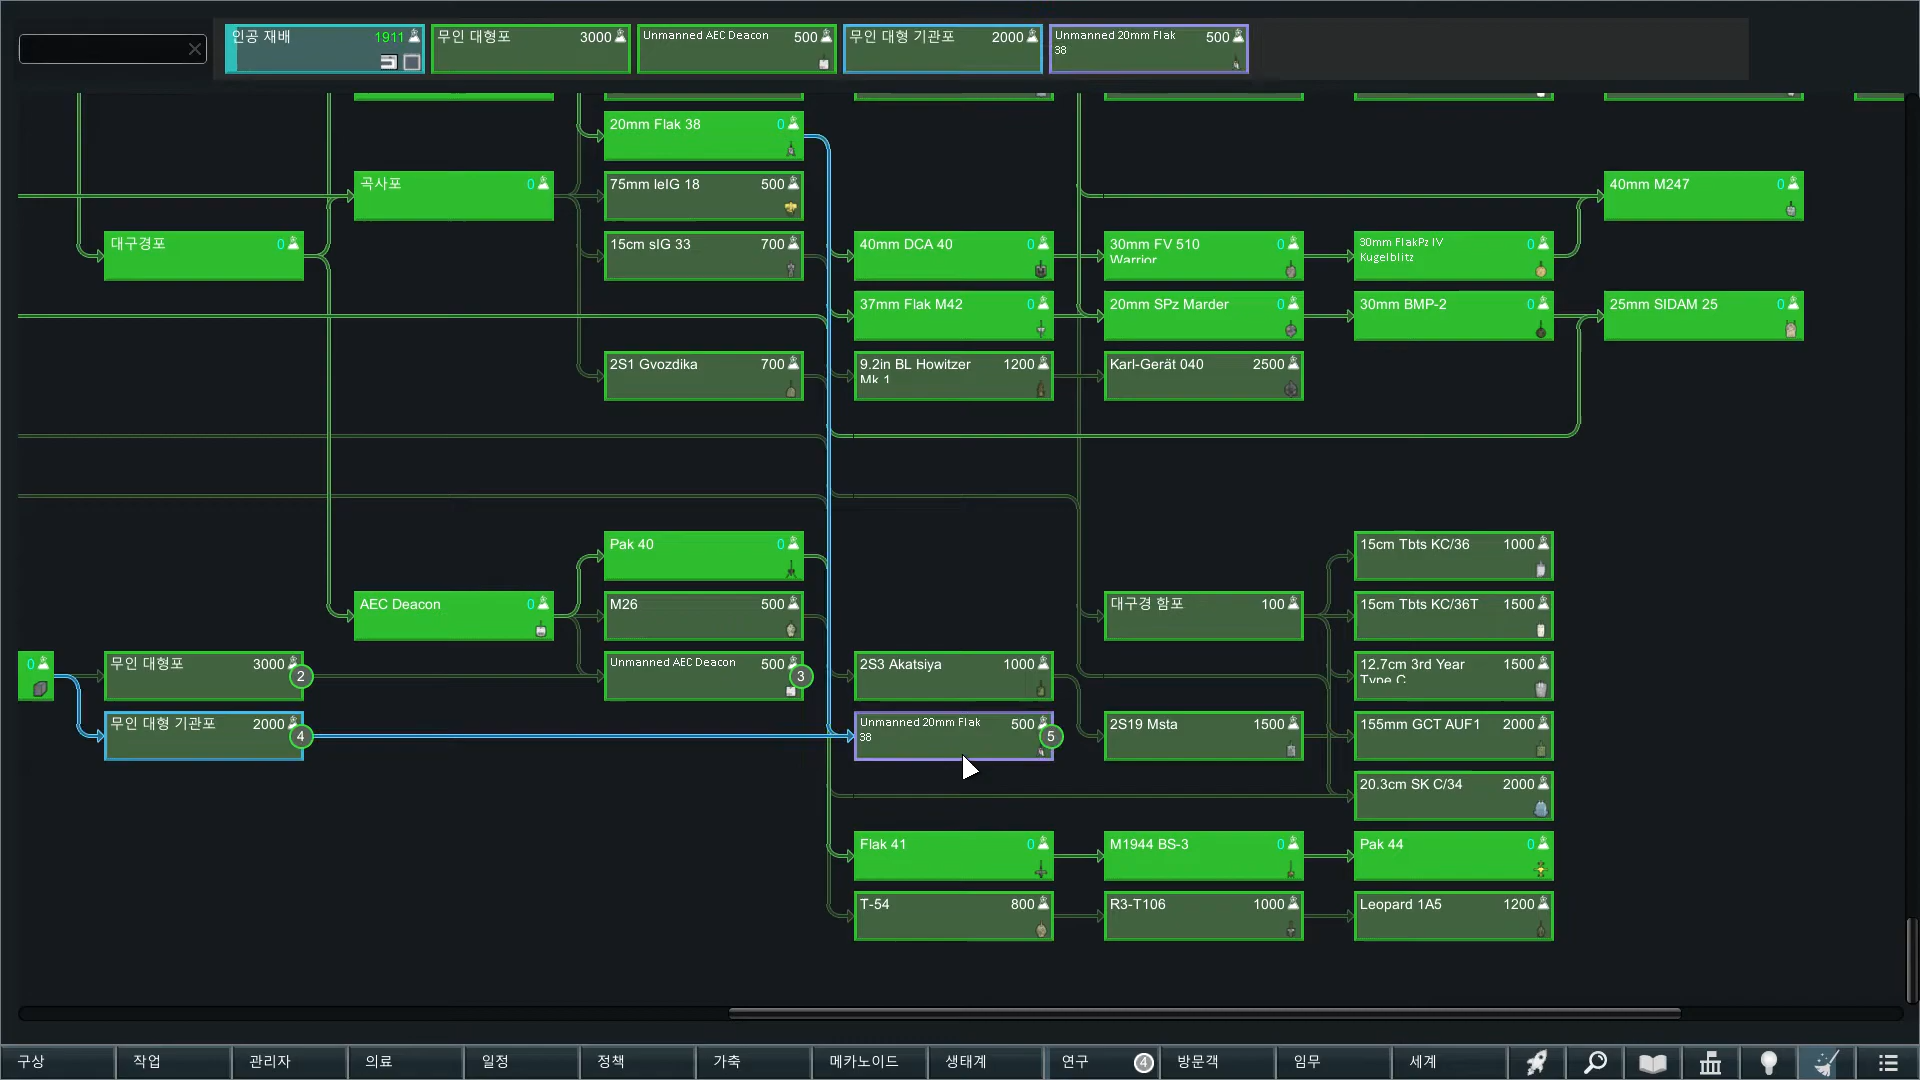 인공 재배 1911
무인 대형포 3000
Unmanned AEC Deacon 500
무인 대형 기관포 2000
Unmanned 20mm Flak 500
38
20mm Flak 38 0
곡사포 0
75mm leIG 18 500
40mm M247 0
대구경포 0
15cm sIG 33 700
40mm DCA 40 0
30mm FV 510 0
Warrior
30mm FlakPz IV 0
Kugelblitz
37mm Flak M42 0
20mm SPz Marder 0
30mm BMP-2 0
25mm SIDAM 25 0
2S1 Gvozdika 700
9.2in BL Howitzer 1200
Mk 1
Karl-Gerät 040 2500
Pak 40 0
15cm Tbts KC/36 1000
AEC Deacon 0
M26 500
대구경 함포 100
15cm Tbts KC/36T 1500
0
무인 대형포 3000
2
Unmanned AEC Deacon 500
3
2S3 Akatsiya 1000
12.7cm 3rd Year 1500
Type C
무인 대형 기관포 2000
4
Unmanned 20mm Flak 500
38
5
2S19 Msta 1500
155mm GCT AUF1 2000
20.3cm SK C/34 2000
Flak 41 0
M1944 BS-3 0
Pak 44 0
T-54 800
R3-T106 1000
Leopard 1A5 1200
구상 작업 관리자 의료 일정 정책 가축 메카노이드 생태계 연구 4 방문객 임무 세계